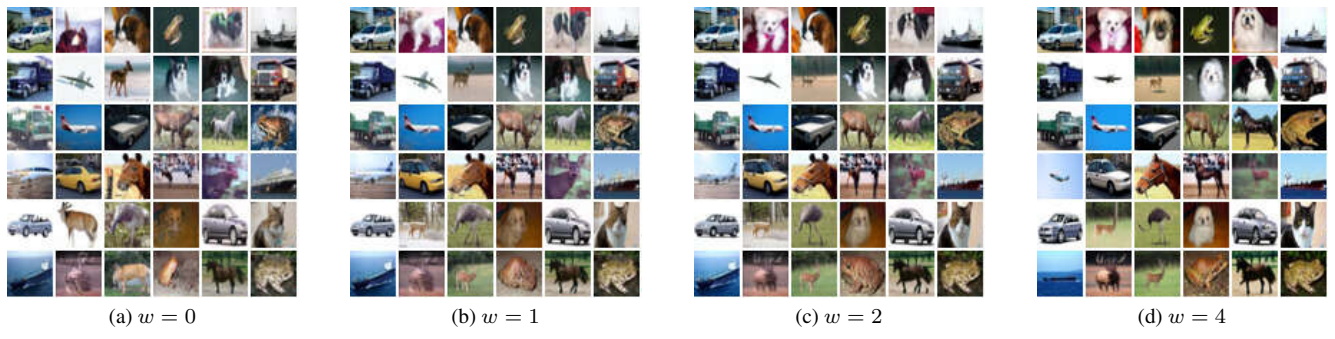 (a) w = 0
(b) w = 1
(c) w = 2
(d) w = 4